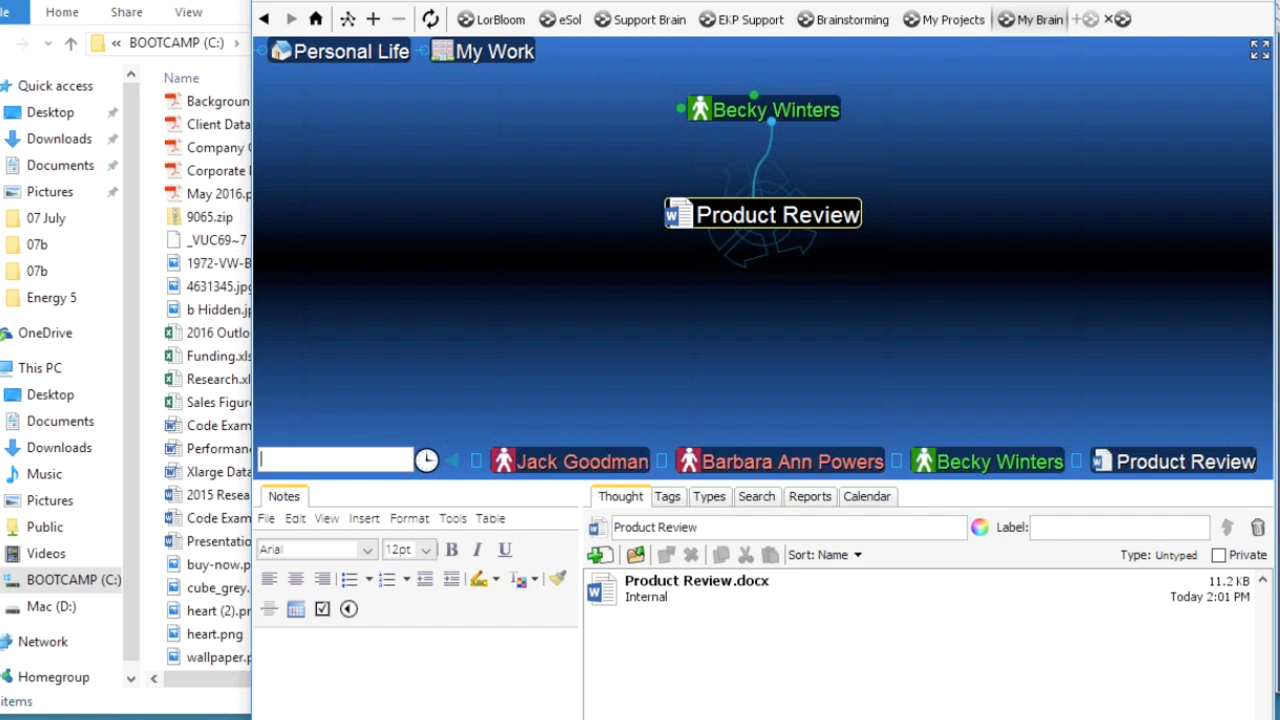 le
Home
Share
View
« BOOTCAMP (C:)
Name
Quick access
Desktop
Downloads
Documents
Pictures
07 July
07b
07b
Energy 5
OneDrive
This PC
Desktop
Documents
Downloads
Music
Pictures
Public
Videos
BOOTCAMP (C:)
Mac (D:)
Network
Homegroup
items
Backgroun
Client Data
Company
Corporate
May 2016.p
9065.zip
_VUC69~7
1972-VW-B
4631345.jpg
b Hidden.jp
2016 Outlo
Funding.xls
Research.xl
Sales Figure
Code Exam
Performanc
Xlarge Data
2015 Resea
Code Exam
Presentatio
buy-now.p
cube_grey.
heart (2).pn
heart.png
wallpaper.p
LorBloom
eSol
Support Brain
EKP Support
Brainstorming
My Projects
My Brain
Personal Life
My Work
Becky Winters
Product Review
Jack Goodman
Barbara Ann Powers
Becky Winters
Product Review
Notes
File Edit View Insert Format Tools Table
Arial
12pt
B I U
Thought
Tags
Types
Search
Reports
Calendar
Product Review
Label:
Sort: Name
Type: Untyped
Private
Product Review.docx
11.2 KB
Internal
Today 2:01 PM